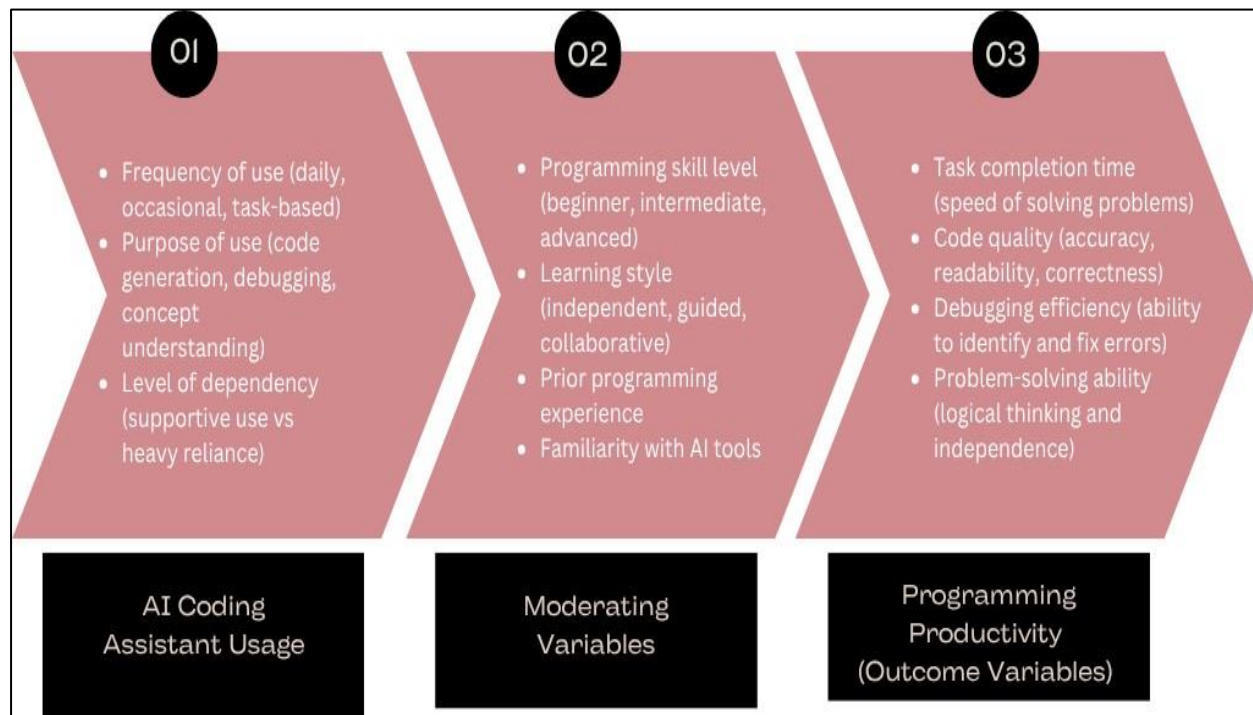 01
• Frequency of use (daily,
occasional, task-based)
• Purpose of use (code
generation, debugging,
concept
understanding)
• Level of dependency
(supportive use vs
heavy reliance)
AI Coding
Assistant Usage
02
• Programming skill level
(beginner, intermediate,
advanced)
• Learning style
(independent, guided,
collaborative)
• Prior programming
experience
• Familiarity with AI tools
Moderating
Variables
03
• Task completion time
(speed of solving problems)
• Code quality (accuracy,
readability, correctness)
• Debugging efficiency (ability
to identify and fix errors)
• Problem-solving ability
(logical thinking and
independence)
Programming
Productivity
(Outcome Variables)